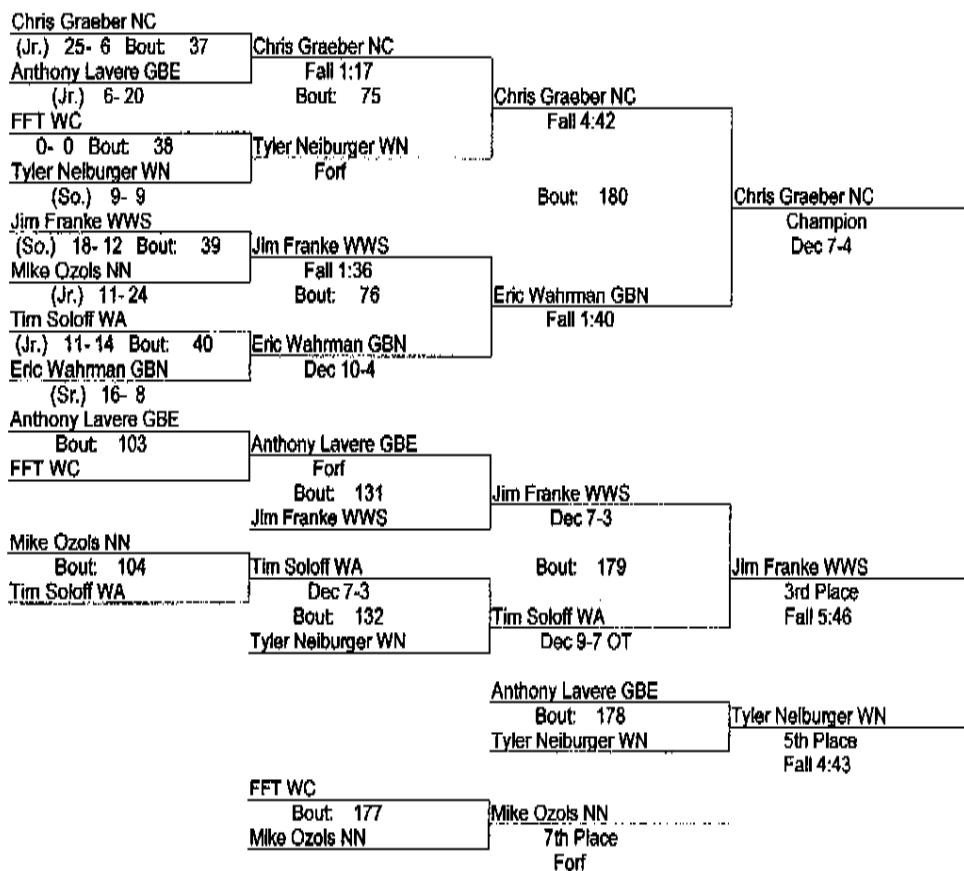 Chris Graeber NC
(Jr.) 25- 6 Bout: 37
Anthony Lavere GBE
(Jr.) 6-20
FFT WC
0- 0 Bout: 38
Tyler Neiburger WN
(So.) 9- 9
Jim Franke WWS
(So.) 18-12 Bout: 39
Mike Ozols NN
(Jr.) 11-24
Tim Soloff WA
(Jr.) 11-14 Bout: 40
Eric Wahrman GBN
(Sr.) 16- 8
Chris Graeber NC
Fall 1:17
Bout: 75
Tyler Neiburger WN
Forf
Jim Franke WWS
Fall 1:36
Bout: 76
Eric Wahrman GBN
Dec 10-4
Chris Graeber NC
Fall 4:42
Bout: 180
Eric Wahrman GBN
Fall 1:40
Chris Graeber NC
Champion
Dec 7-4
Anthony Lavere GBE
Bout: 103
FFT WC
Mike Ozols NN
Bout: 104
Tim Soloff WA
Anthony Lavere GBE
Forf
Bout: 131
Jim Franke WWS
Tim Soloff WA
Dec 7-3
Bout: 132
Tyler Neiburger WN
Jim Franke WWS
Dec 7-3
Bout: 179
Tim Soloff WA
Dec 9-7 OT
Jim Franke WWS
3rd Place
Fall 5:46
Anthony Lavere GBE
Bout: 178
Tyler Neiburger WN
Tyler Neiburger WN
5th Place
Fall 4:43
FFT WC
Bout: 177
Mike Ozols NN
Mike Ozols NN
7th Place
Forf